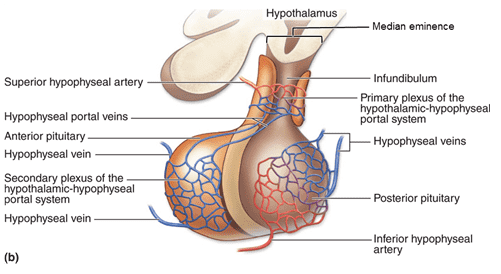 Hypothalamus
Median eminence
Superior hypophyseal artery
Infundibulum
Primary plexus of the
hypothalamic-hypophyseal
portal system
Hypophyseal portal veins
Anterior pituitary
Hypophyseal vein
Hypophyseal veins
Secondary plexus of the
hypothalamic-hypophyseal
portal system
Posterior pituitary
Hypophyseal vein
Inferior hypophyseal
artery
(b)